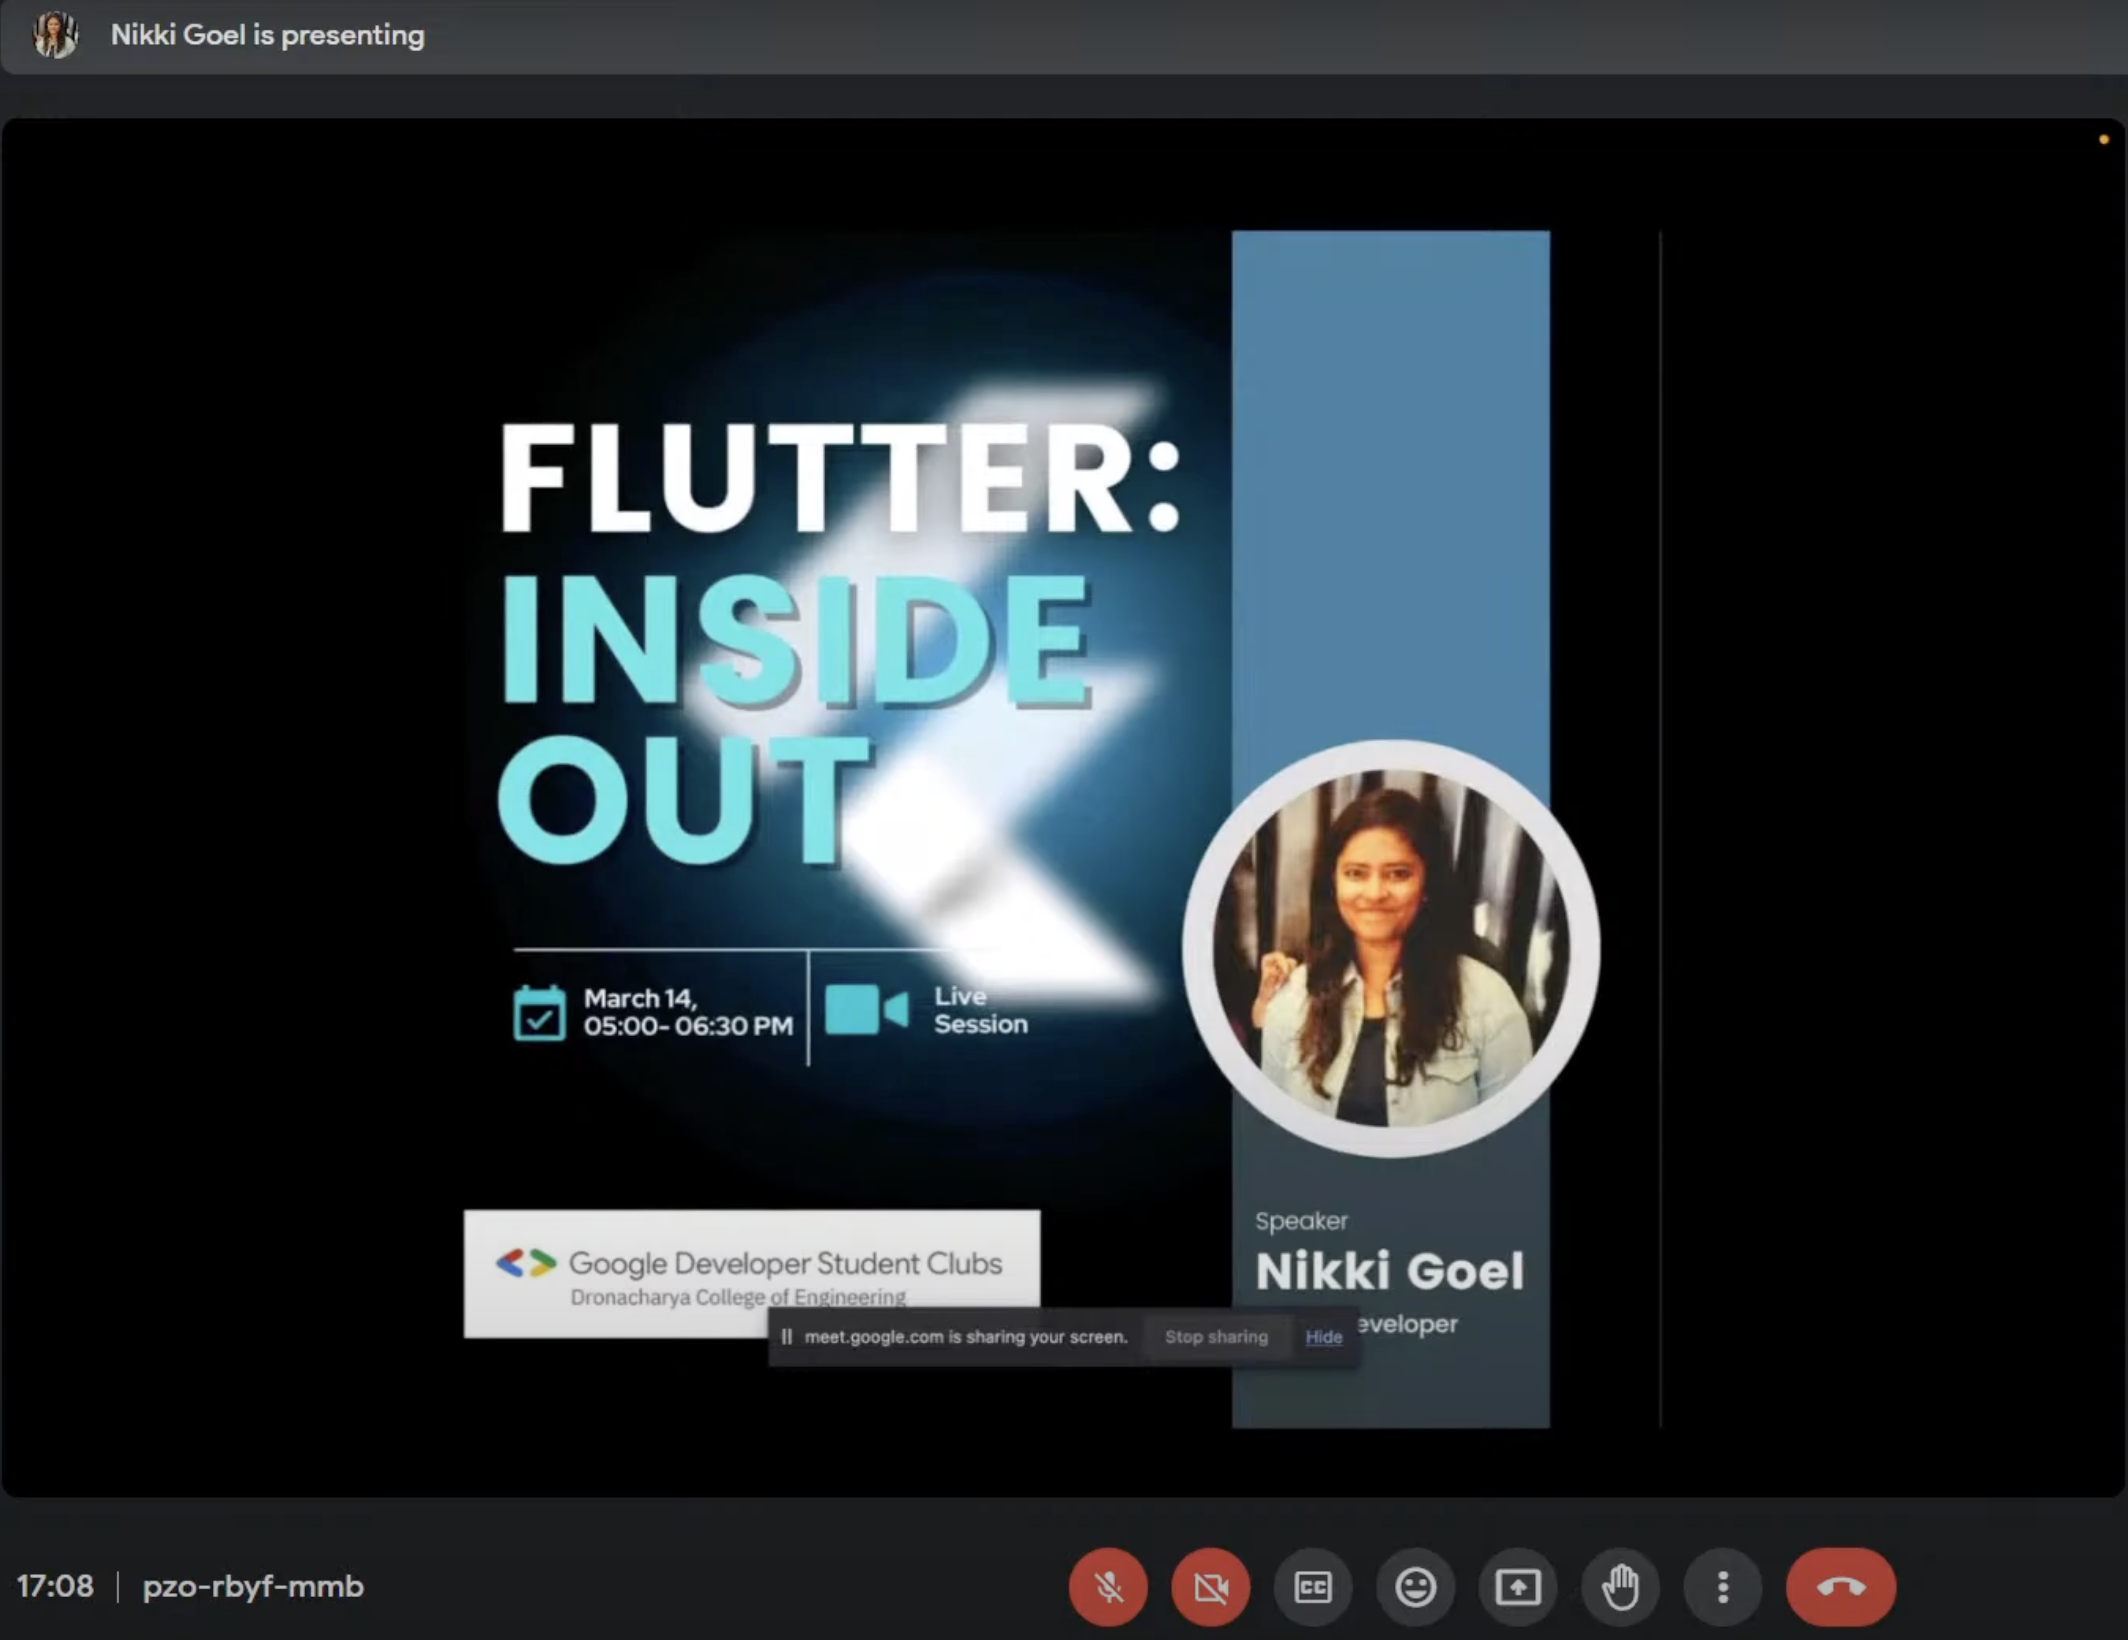 Nikki Goel is presenting
FLUTTER:
INSIDE
OUT
March 14,
05:00- 06:30 PM
Live
Session
Google Developer Student Clubs
Dronacharya College of Engineering
Speaker
Nikki Goel
eveloper
meet.google.com is sharing your screen.
Stop sharing
Hide
17:08
pzo-rbyf-mmb
CC